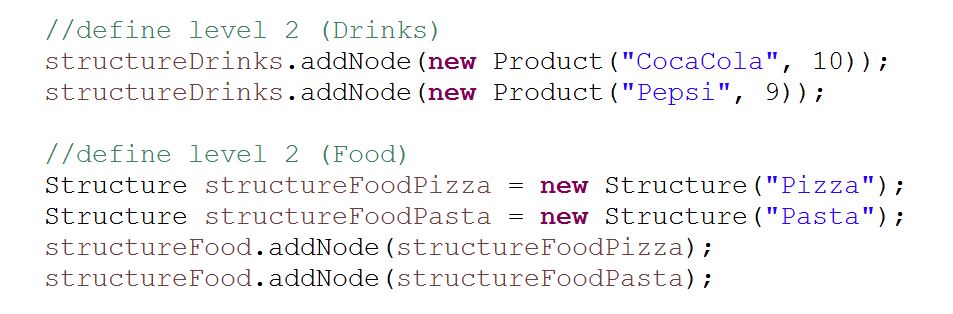 //define level 2 (Drinks)
structureDrinks.addNode(new Product("CocaCola", 10));
structureDrinks.addNode(new Product("Pepsi", 9));
//define level 2 (Food)
Structure structureFoodPizza = new Structure("Pizza");
Structure structureFoodPasta = new Structure("Pasta");
structureFood.addNode(structureFoodPizza);
structureFood.addNode(structureFoodPasta);